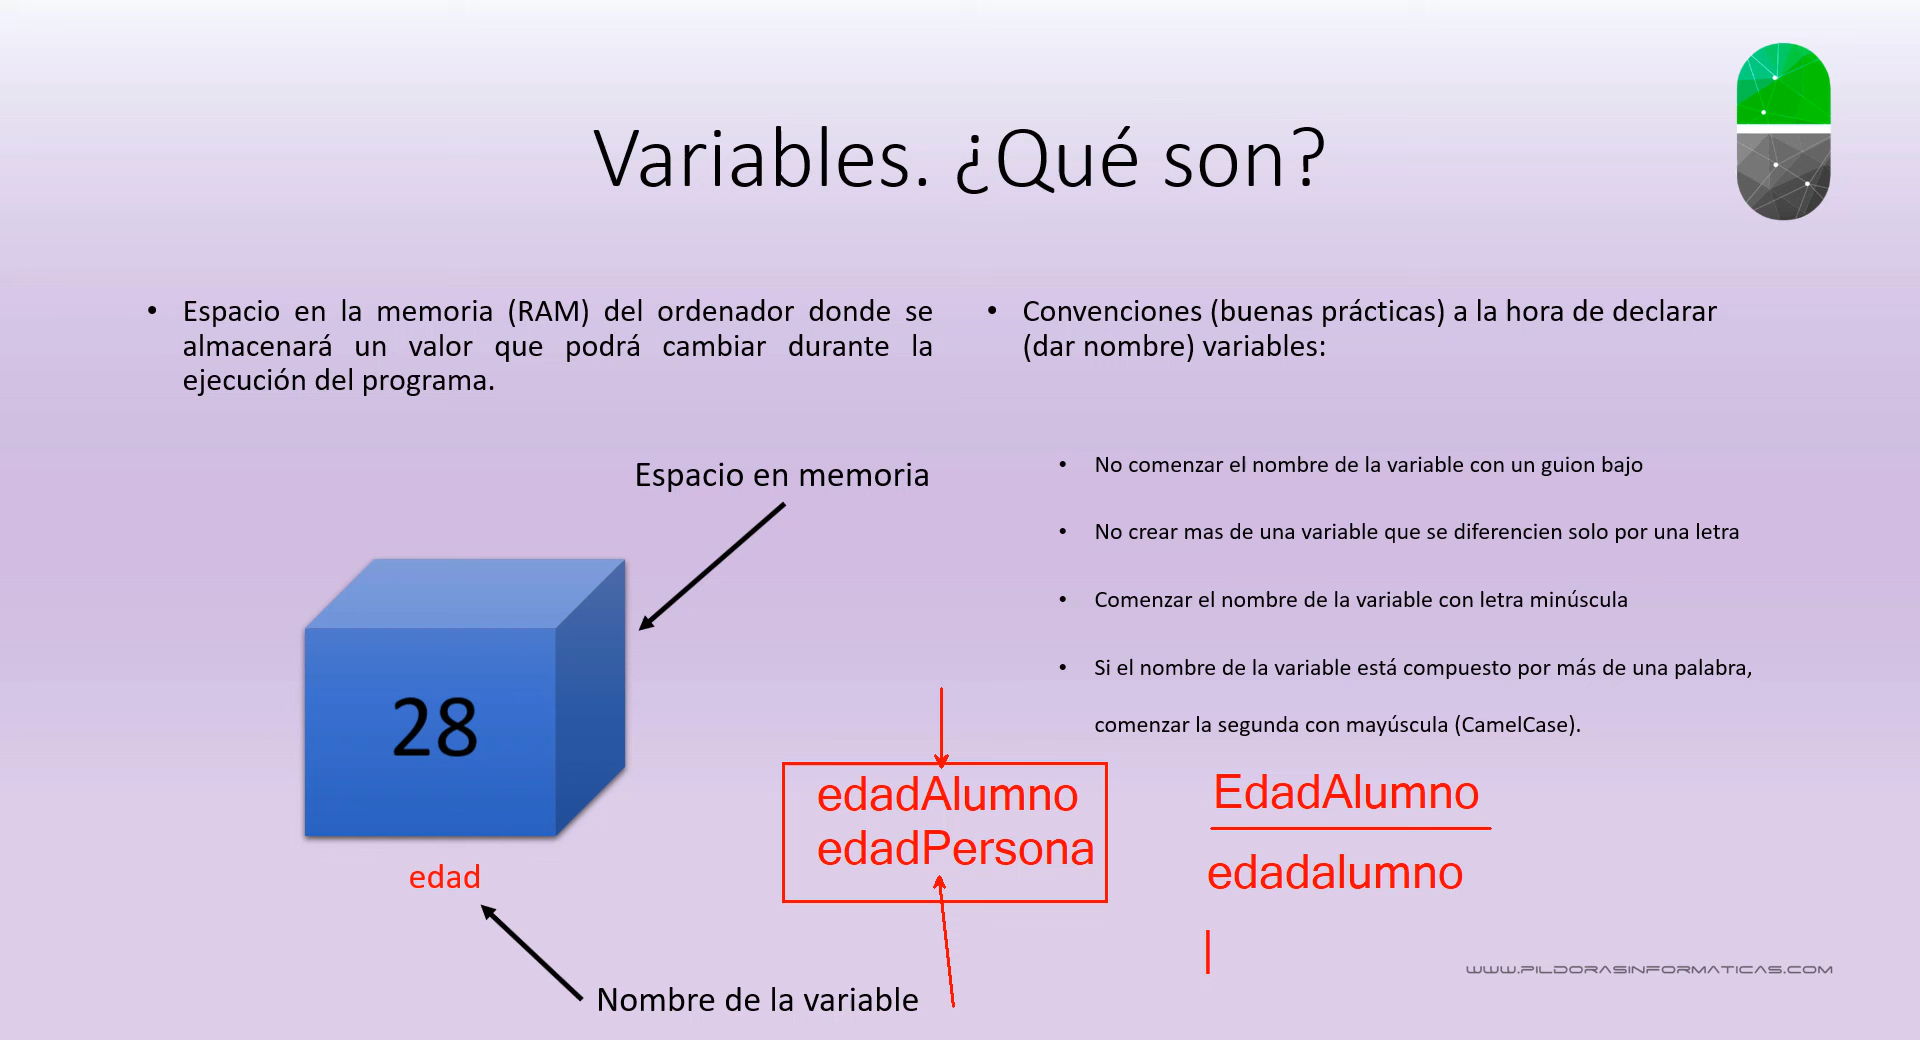 Variables. ¿Qué son?
• Espacio en la memoria (RAM) del ordenador donde se
almacenará un valor que podrá cambiar durante la
ejecución del programa.
Espacio en memoria
28
edad
Nombre de la variable
• Convenciones (buenas prácticas) a la hora de declarar
(dar nombre) variables:
• No comenzar el nombre de la variable con un guion bajo
• No crear mas de una variable que se diferencien solo por una letra
• Comenzar el nombre de la variable con letra minúscula
• Si el nombre de la variable está compuesto por más de una palabra,
comenzar la segunda con mayúscula (CamelCase).
edadAlumno
edadPersona
EdadAlumno
edadalumno
WWW.PILDORASINFORMATICAS.COM